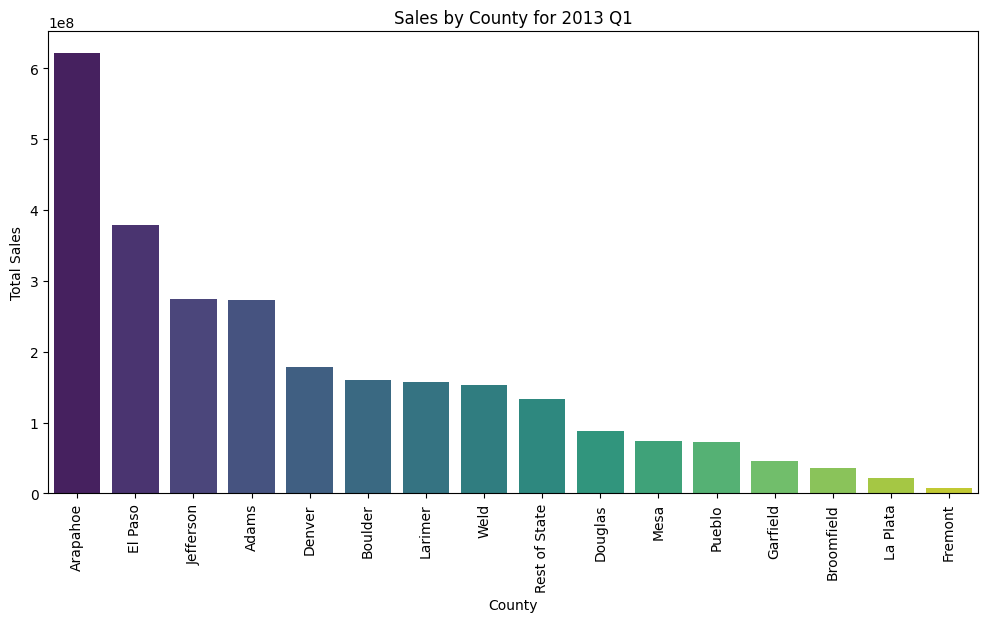 Sales by County for 2013 Q1
1e8
6
5
4
3
2
1
0
Total Sales
Arapahoe
El Paso
Jefferson
Adams
Denver
Boulder
Larimer
Weld
Rest of State
Douglas
Mesa
Pueblo
Garfield
Broomfield
La Plata
Fremont
County